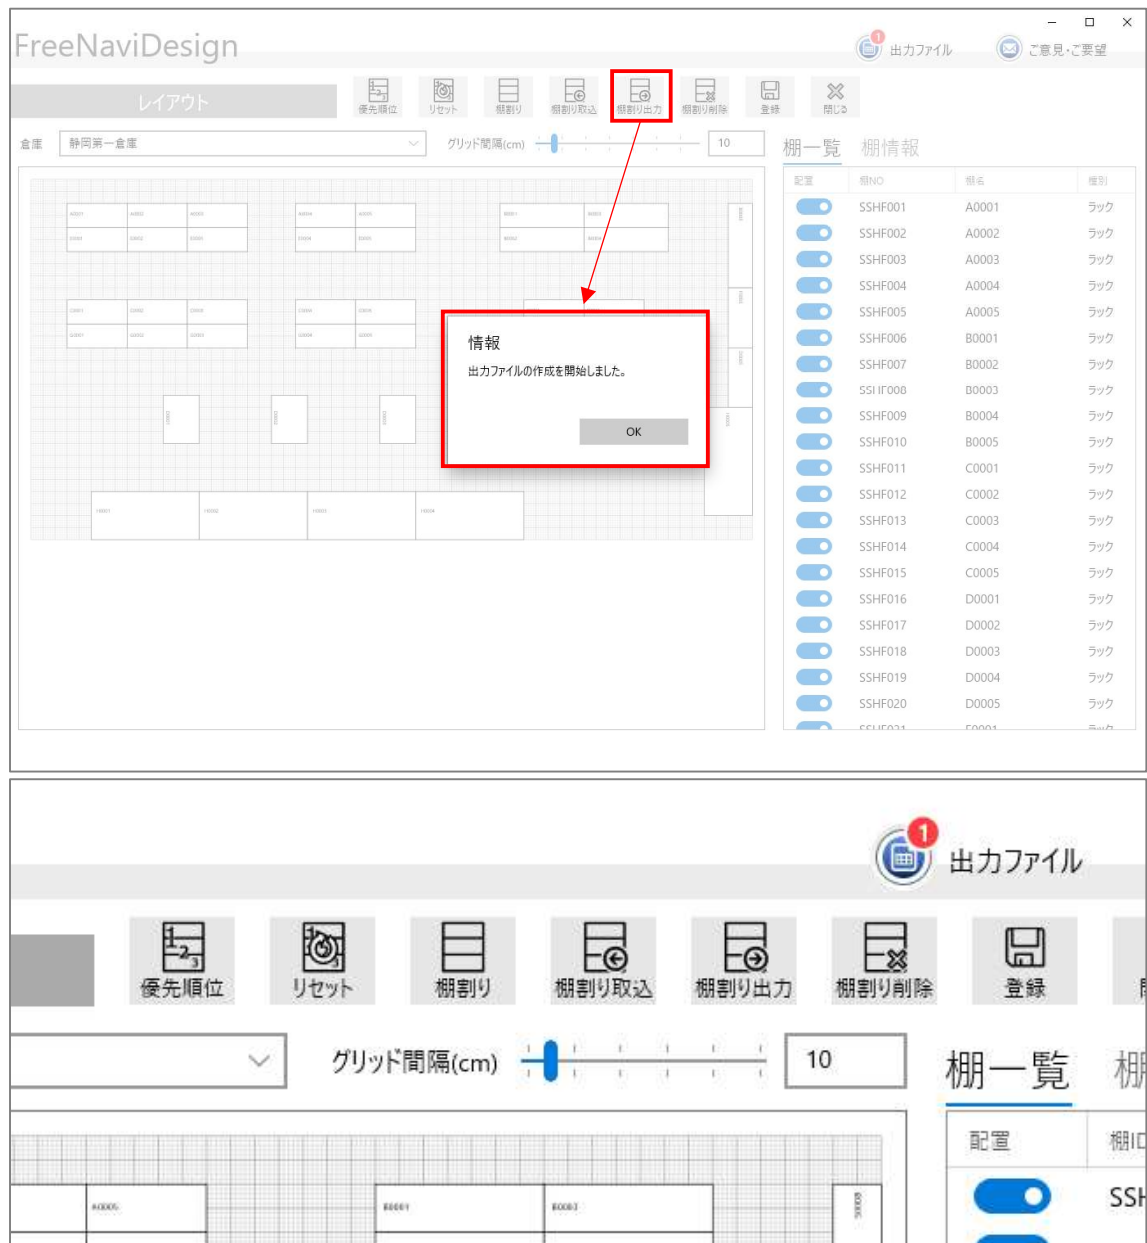 FreeNaviDesign
1
出力ファイル
ご意見・ご要望
レイアウト
優先順位
リセット
棚割り
棚割り取込
棚割り出力
棚割り削除
登録
閉じる
倉庫
静岡第一倉庫
グリッド間隔(cm)
10
棚一覧
棚情報
配置 棚NO 棚名 種別
SSHF001 A0001 ラック
SSHF002 A0002 ラック
SSHF003 A0003 ラック
SSHF004 A0004 ラック
SSHF005 A0005 ラック
SSHF006 B0001 ラック
SSHF007 B0002 ラック
SSHF008 B0003 ラック
SSHF009 B0004 ラック
SSHF010 B0005 ラック
SSHF011 C0001 ラック
SSHF012 C0002 ラック
SSHF013 C0003 ラック
SSHF014 C0004 ラック
SSHF015 C0005 ラック
SSHF016 D0001 ラック
SSHF017 D0002 ラック
SSHF018 D0003 ラック
SSHF019 D0004 ラック
SSHF020 D0005 ラック
情報
出力ファイルの作成を開始しました。
OK
1
出力ファイル
優先順位
リセット
棚割り
棚割り取込
棚割り出力
棚割り削除
登録
グリッド間隔(cm)
10
棚一覧
棚
配置
棚ID
A0005
B0001
B0003
B0005
SSH